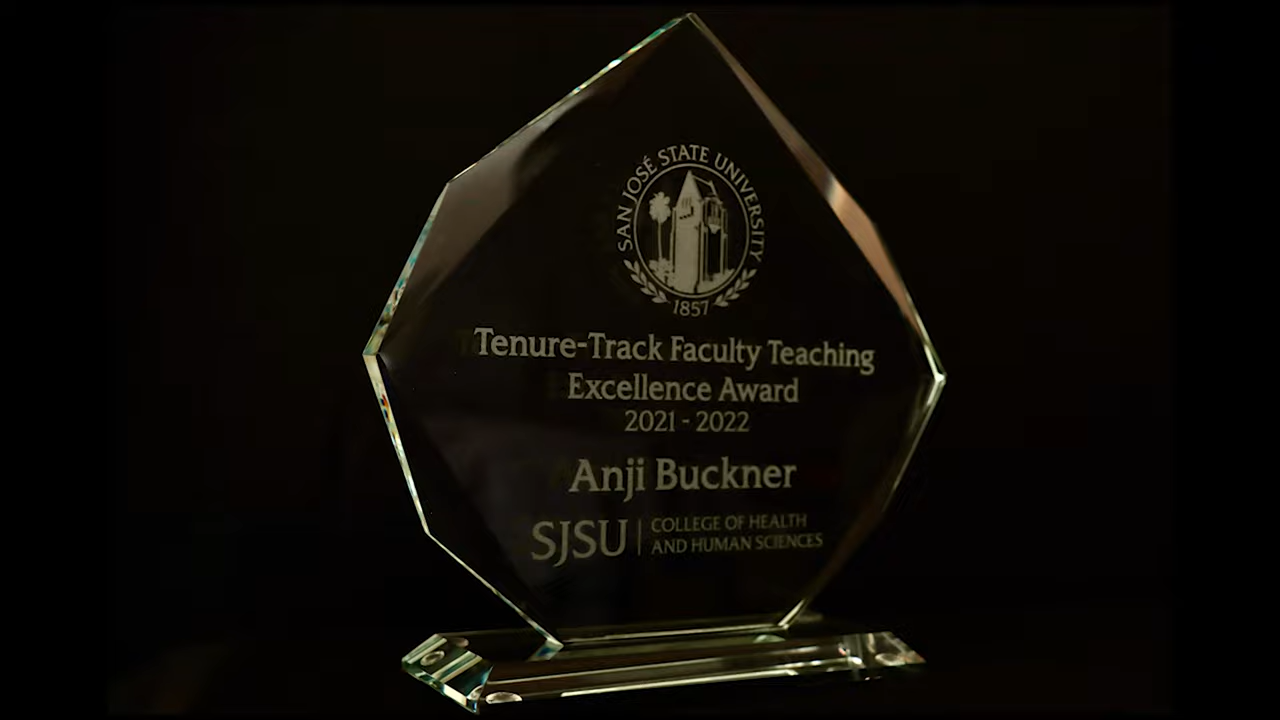 SAN JOSÉ STATE UNIVERSITY
1857
Tenure-Track Faculty Teaching
Excellence Award
2021 - 2022
Anji Buckner
SJSU
COLLEGE OF HEALTH
AND HUMAN SCIENCES